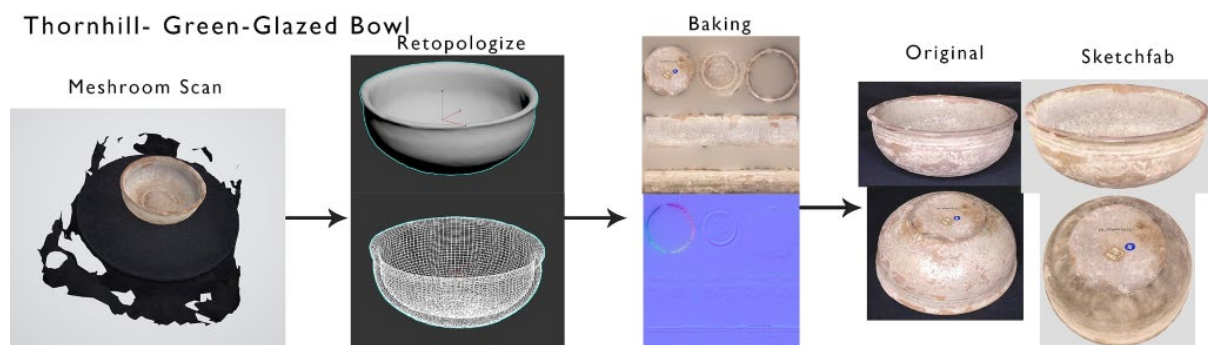 Thornhill- Green-Glazed Bowl
Meshroom Scan
Retopologize
Baking
Original
Sketchfab